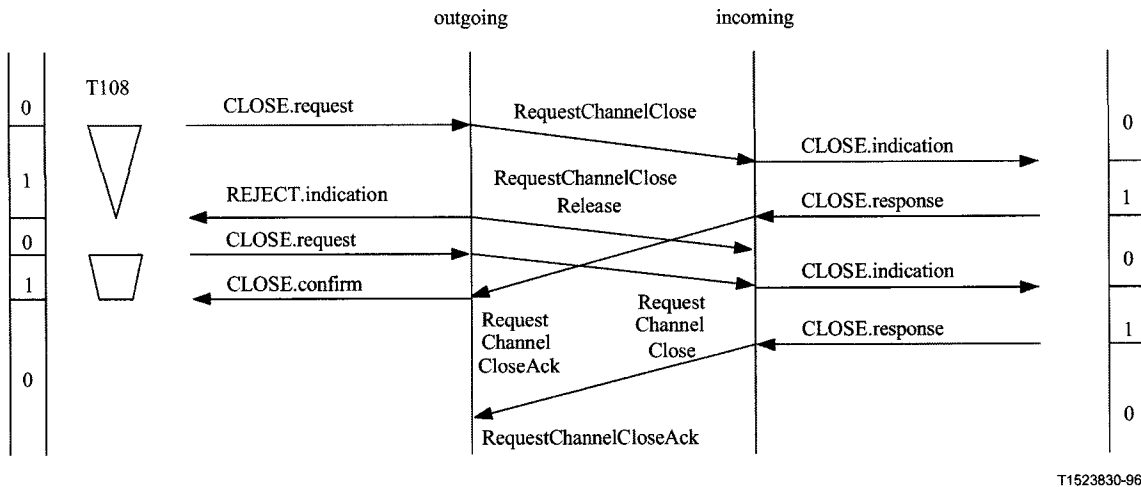 outgoing
incoming
T108
0
CLOSE.request
RequestChannelClose
0
CLOSE.indication
1
RequestChannelClose
Release
REJECT.indication
CLOSE.response
1
0
CLOSE.request
0
CLOSE.indication
1
CLOSE.confirm
Request
Channel
CloseAck
Request
Channel
Close
CLOSE.response
1
0
0
RequestChannelCloseAck
T1523830-96